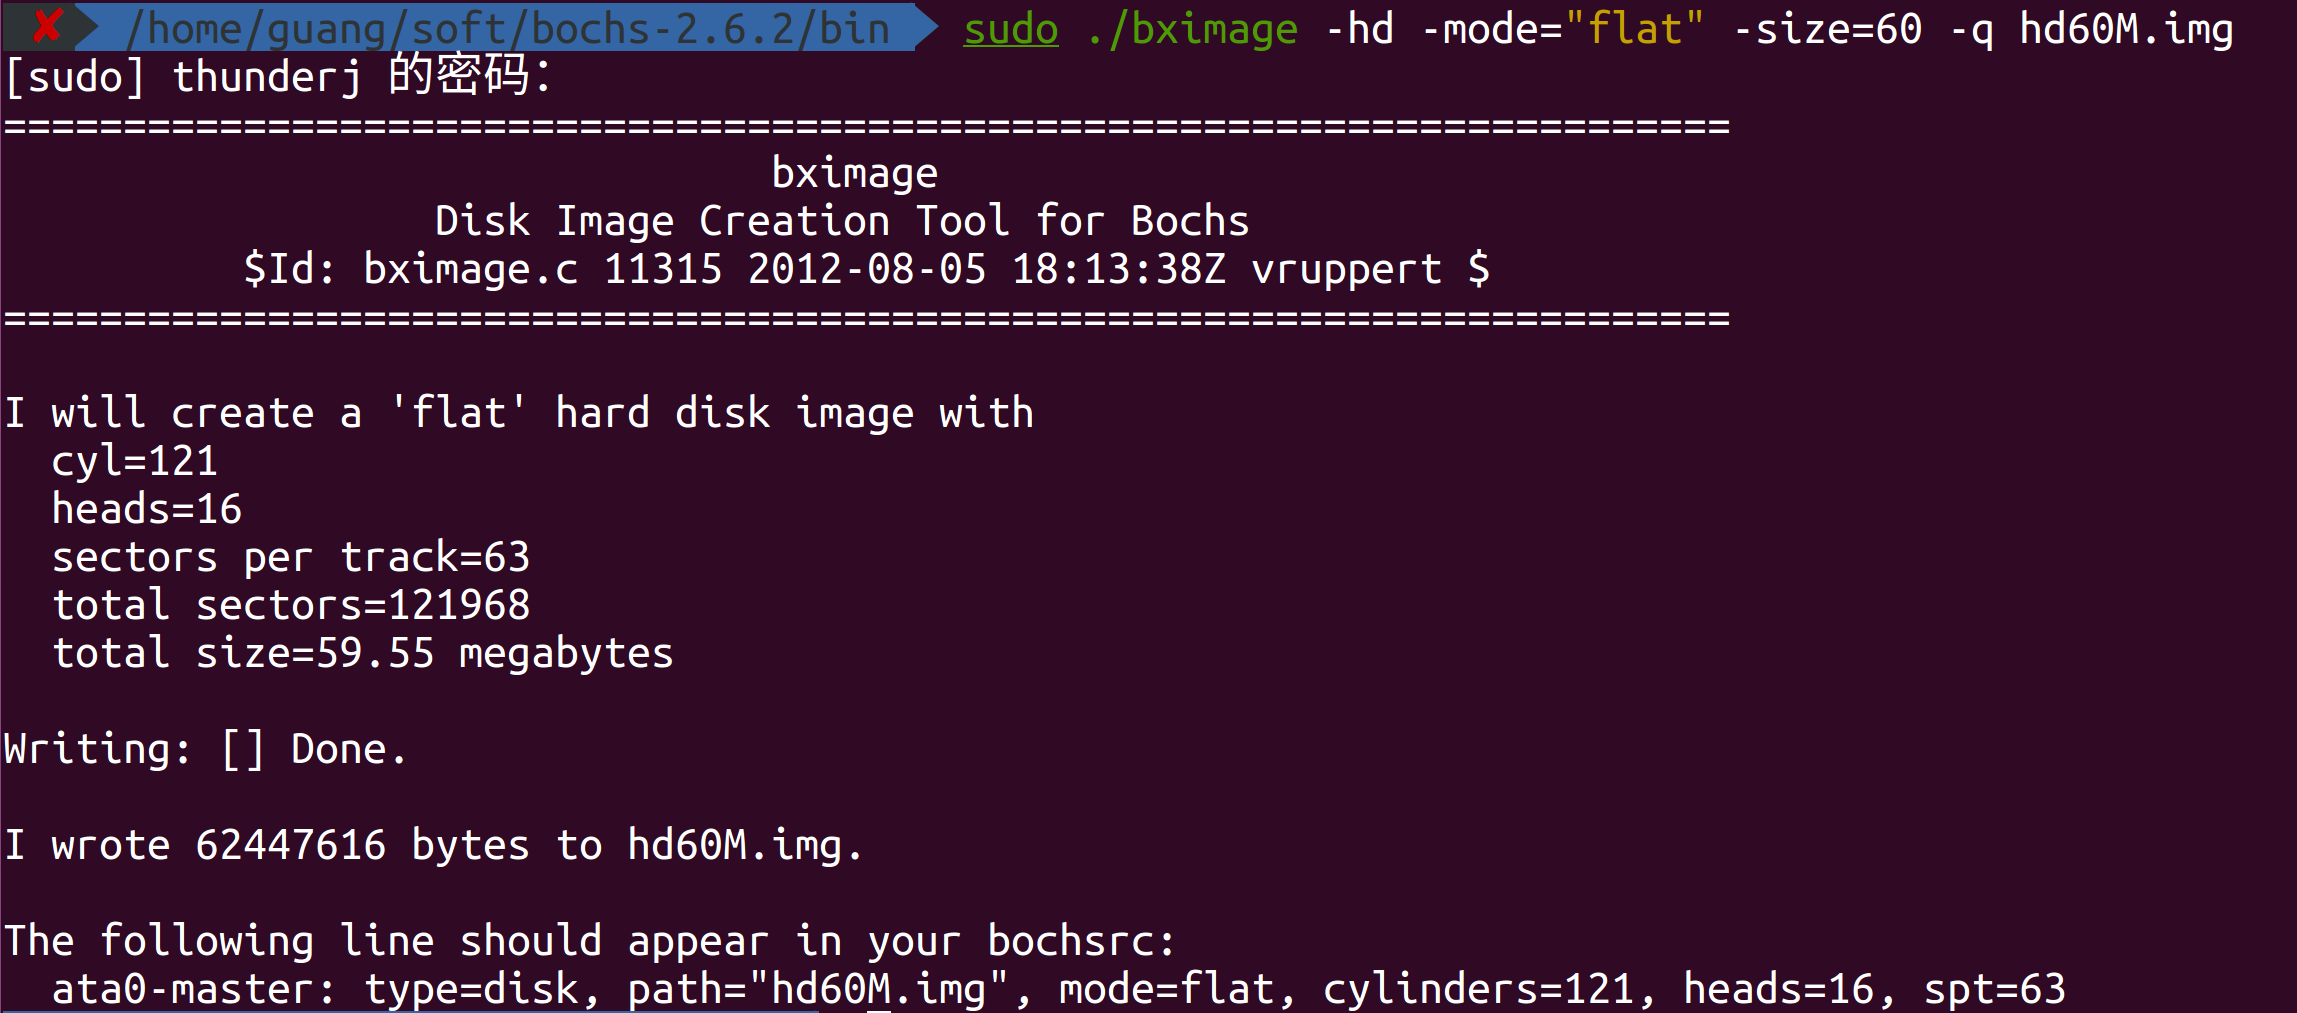 ✘ /home/guang/soft/bochs-2.6.2/bin sudo ./bximage -hd -mode="flat" -size=60 -q hd60M.img
[sudo] thunderj 的密码：
========================================================================
bximage
Disk Image Creation Tool for Bochs
$Id: bximage.c 11315 2012-08-05 18:13:38Z vruppert $
========================================================================
I will create a 'flat' hard disk image with
cyl=121
heads=16
sectors per track=63
total sectors=121968
total size=59.55 megabytes
Writing: [] Done.
I wrote 62447616 bytes to hd60M.img.
The following line should appear in your bochsrc:
ata0-master: type=disk, path="hd60M.img", mode=flat, cylinders=121, heads=16, spt=63